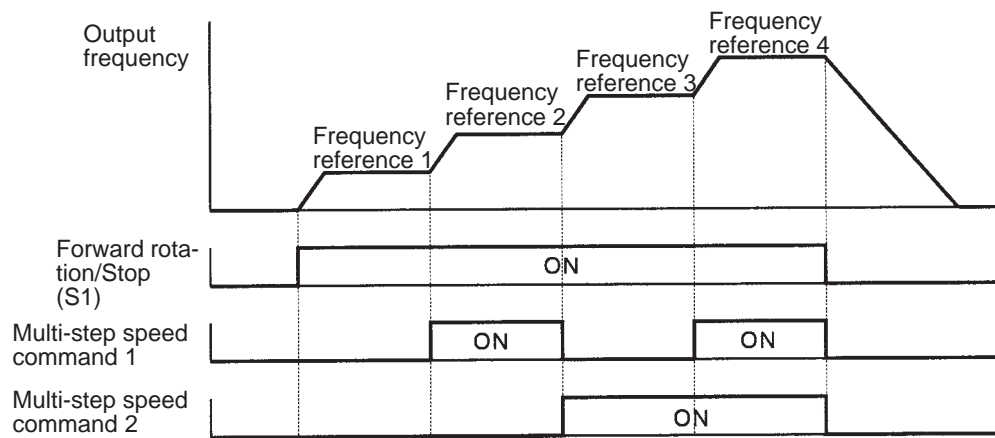 Output
frequency
Frequency
reference 1
Frequency
reference 2
Frequency
reference 3
Frequency
reference 4
Forward rota-
tion/Stop
(S1)
ON
Multi-step speed
command 1
ON
ON
Multi-step speed
command 2
ON